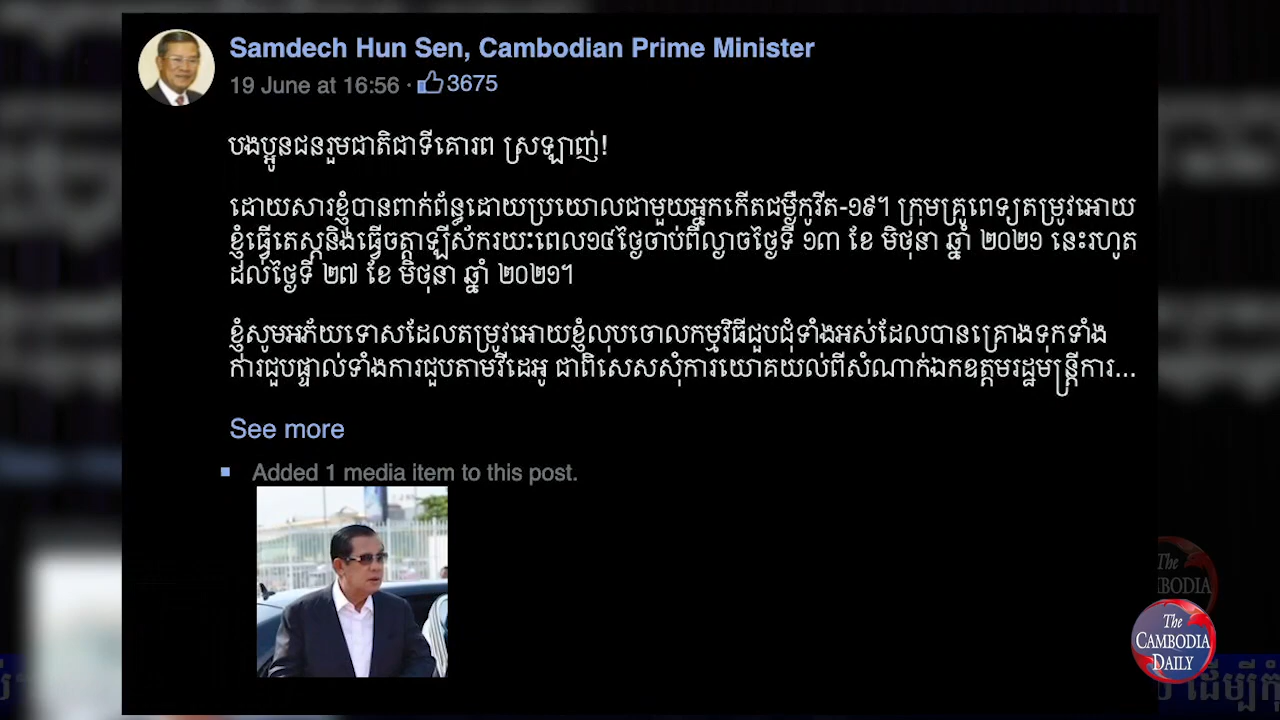 Samdech Hun Sen, Cambodian Prime Minister
19 June at 16:56 · 3675
បងប្អូនជនរួមជាតិជាទីគោរព ស្រឡាញ់!
ដោយសារខ្ញុំបានពាក់ព័ន្ធដោយប្រយោលជាមួយអ្នកកើតជម្ងឺកូវីត-១៩។ ក្រុមគ្រូពេទ្យតម្រូវអោយ
ខ្ញុំធ្វើតេស្តនិងធ្វើចត្តាឡីស័ករយៈពេល១៤ថ្ងៃចាប់ពីល្ងាចថ្ងៃទី ១៣ ខែ មិថុនា ឆ្នាំ ២០២១ នេះរហូត
ដល់ថ្ងៃទី ២៧ ខែ មិថុនា ឆ្នាំ ២០២១។
ខ្ញុំសូមអភ័យទោសដែលតម្រូវអោយខ្ញុំលុបចោលកម្មវិធីជួបជុំទាំងអស់ដែលបានគ្រោងទុកទាំង
ការជួបផ្ទាល់ទាំងការជួបតាមវីដេអូ ជាពិសេសសុំការយោគយល់ពីសំណាក់ឯកឧត្តមរដ្ឋមន្ត្រីការ...
See more
Added 1 media item to this post.
The
CAMBODIA
DAILY
ដើម្បីកុំ